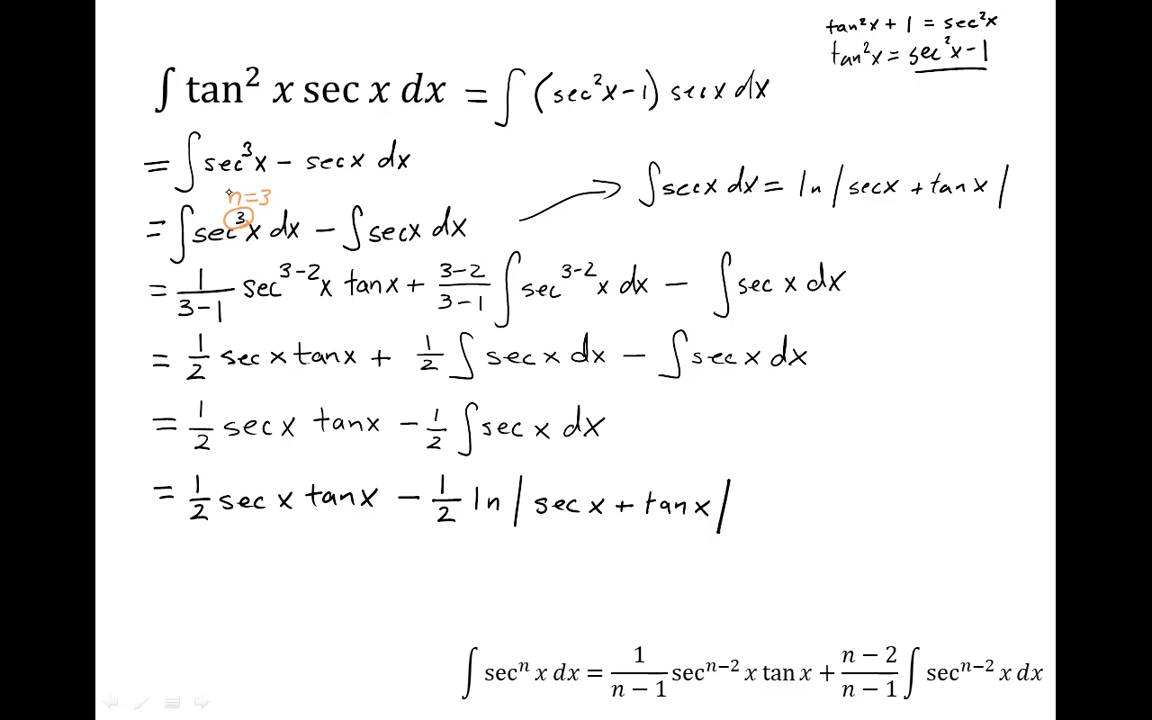 tan²x + 1 = sec²x
tan²x = sec²x - 1
∫ tan² x sec x dx = ∫ (sec²x - 1) secx dx
= ∫ sec³x - secx dx
n=3
= ∫ sec³x dx - ∫ secx dx
∫ secx dx = ln | secx + tanx |
= 1/(3-1) sec^(3-2) x tanx + (3-2)/(3-1) ∫ sec^(3-2) x dx - ∫ sec x dx
= 1/2 sec x tanx + 1/2 ∫ sec x dx - ∫ sec x dx
= 1/2 sec x tanx - 1/2 ∫ sec x dx
= 1/2 sec x tanx - 1/2 ln | sec x + tan x |
∫ secⁿ x dx = 1/(n − 1) sec^(n−2) x tan x + (n − 2)/(n − 1) ∫ sec^(n−2) x dx